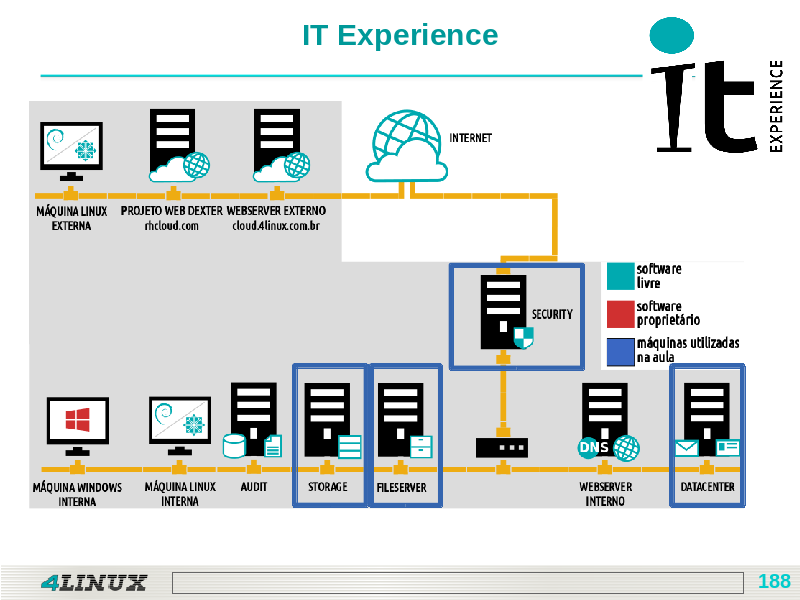 IT Experience
it
EXPERIENCE
INTERNET
MÁQUINA LINUX
EXTERNA
PROJETO WEB DEXTER
rhcloud.com
WEBSERVER EXTERNO
cloud.4linux.com.br
SECURITY
software
livre
software
proprietário
máquinas utilizadas
na aula
DNS
MÁQUINA WINDOWS
INTERNA
MÁQUINA LINUX
INTERNA
AUDIT
STORAGE
FILESERVER
WEBSERVER
INTERNO
DATACENTER
4LINUX
188